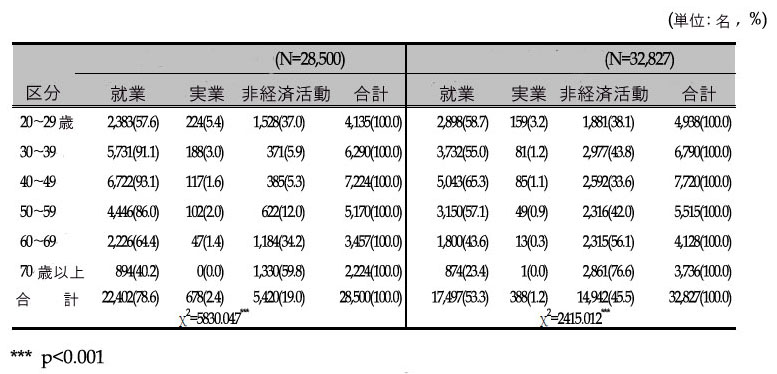 (単位: 名, %)
(N=28,500) (N=32,827)
区分 就業 実業 非経済活動 合計 就業 実業 非経済活動 合計
20~29歳 2,383(57.6) 224(5.4) 1,528(37.0) 4,135(100.0) 2,898(58.7) 159(3.2) 1,881(38.1) 4,938(100.0)
30~39 5,731(91.1) 188(3.0) 371(5.9) 6,290(100.0) 3,732(55.0) 81(1.2) 2,977(43.8) 6,790(100.0)
40~49 6,722(93.1) 117(1.6) 385(5.3) 7,224(100.0) 5,043(65.3) 85(1.1) 2,592(33.6) 7,720(100.0)
50~59 4,446(86.0) 102(2.0) 622(12.0) 5,170(100.0) 3,150(57.1) 49(0.9) 2,316(42.0) 5,515(100.0)
60~69 2,226(64.4) 47(1.4) 1,184(34.2) 3,457(100.0) 1,800(43.6) 13(0.3) 2,315(56.1) 4,128(100.0)
70歳以上 894(40.2) 0(0.0) 1,330(59.8) 2,224(100.0) 874(23.4) 1(0.0) 2,861(76.6) 3,736(100.0)
合 計 22,402(78.6) 678(2.4) 5,420(19.0) 28,500(100.0) 17,497(53.3) 388(1.2) 14,942(45.5) 32,827(100.0)
χ²=5830.047*** χ²=2415.012***
*** p<0.001